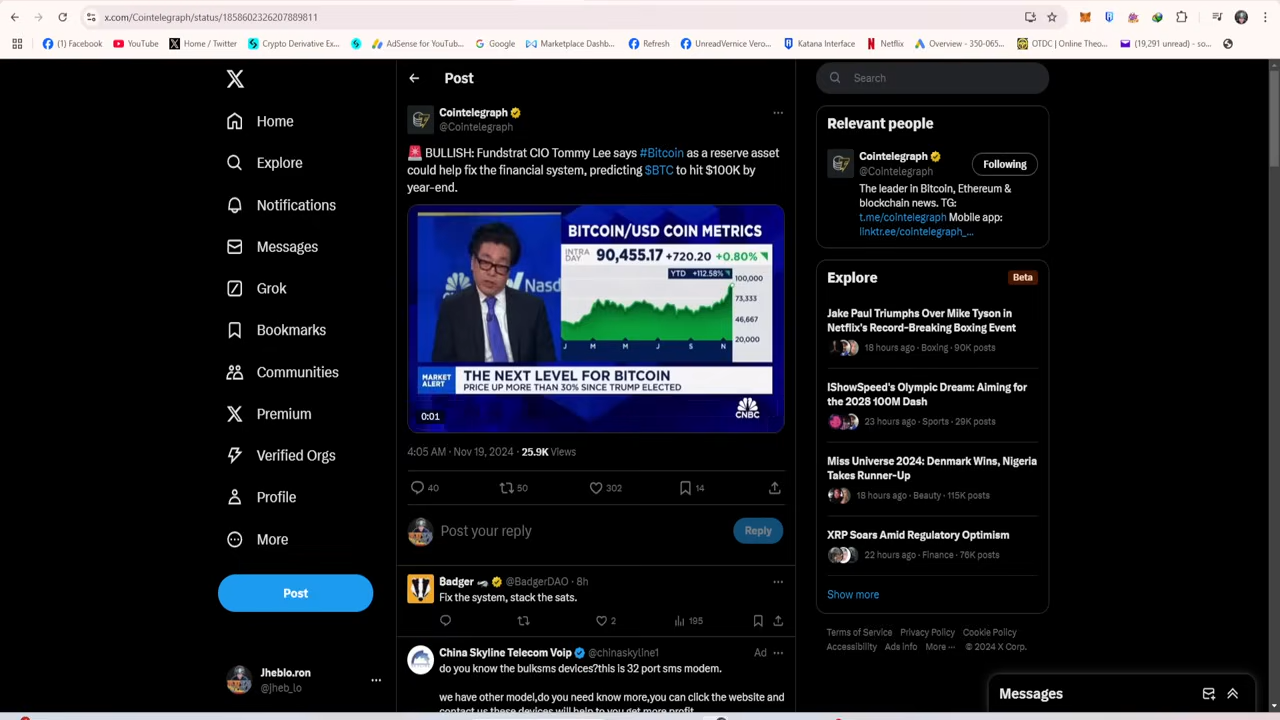 x.com/Cointelegraph/status/1858602326207889811
(1) Facebook
YouTube
Home / Twitter
Crypto Derivative Ex...
AdSense for YouTub...
Google
Marketplace Dashb...
Refresh
UnreadVernice Vero...
Katana Interface
Netflix
Overview - 350-065...
OTDC | Online Theo...
(19,291 unread) - so...
Home
Explore
Notifications
Messages
Grok
Bookmarks
Communities
Premium
Verified Orgs
Profile
More
Post
Jheblo.ron
@jheb_lo
Post
Cointelegraph
@Cointelegraph
BULLISH: Fundstrat CIO Tommy Lee says #Bitcoin as a reserve asset
could help fix the financial system, predicting $BTC to hit $100K by
year-end.
Nasd
BITCOIN/USD COIN METRICS
INTRA DAY 90,455.17 +720.20 +0.80%
YTD +112.58%
100,000
73,333
46,667
20,000
J M M J S N
MARKET ALERT
THE NEXT LEVEL FOR BITCOIN
PRICE UP MORE THAN 30% SINCE TRUMP ELECTED
0:01
CNBC
4:05 AM · Nov 19, 2024 · 25.9K Views
40 50 302 14
Post your reply
Reply
Badger @BadgerDAO · 8h
Fix the system, stack the sats.
2 195
China Skyline Telecom Voip @chinaskyline1 Ad
do you know the bulksms devices?this is 32 port sms modem.
we have other model,do you need know more,you can click the website and
contact us these devices will help to you get more profit
Search
Relevant people
Cointelegraph
@Cointelegraph
Following
The leader in Bitcoin, Ethereum &
blockchain news. TG:
t.me/cointelegraph Mobile app:
linktr.ee/cointelegraph_...
Explore
Beta
Jake Paul Triumphs Over Mike Tyson in
Netflix's Record-Breaking Boxing Event
18 hours ago · Boxing · 90K posts
IShowSpeed's Olympic Dream: Aiming for
the 2028 100M Dash
23 hours ago · Sports · 29K posts
Miss Universe 2024: Denmark Wins, Nigeria
Takes Runner-Up
18 hours ago · Beauty · 115K posts
XRP Soars Amid Regulatory Optimism
22 hours ago · Finance · 76K posts
Show more
Terms of Service Privacy Policy Cookie Policy
Accessibility Ads info More ··· © 2024 X Corp.
Messages